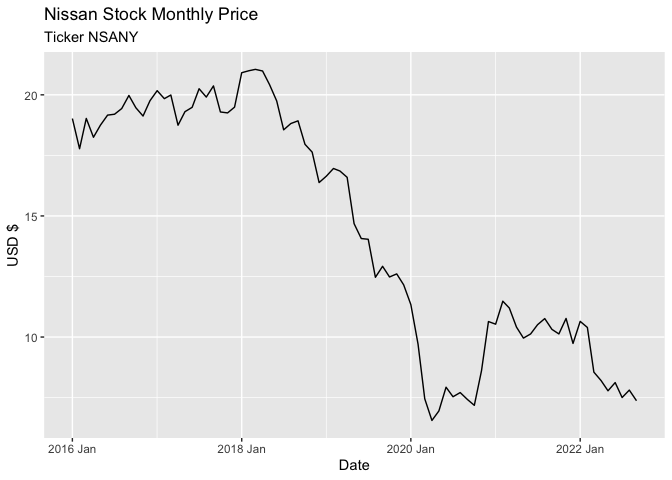 Nissan Stock Monthly Price
Ticker NSANY
20
15
10
USD $
2016 Jan
2018 Jan
2020 Jan
2022 Jan
Date